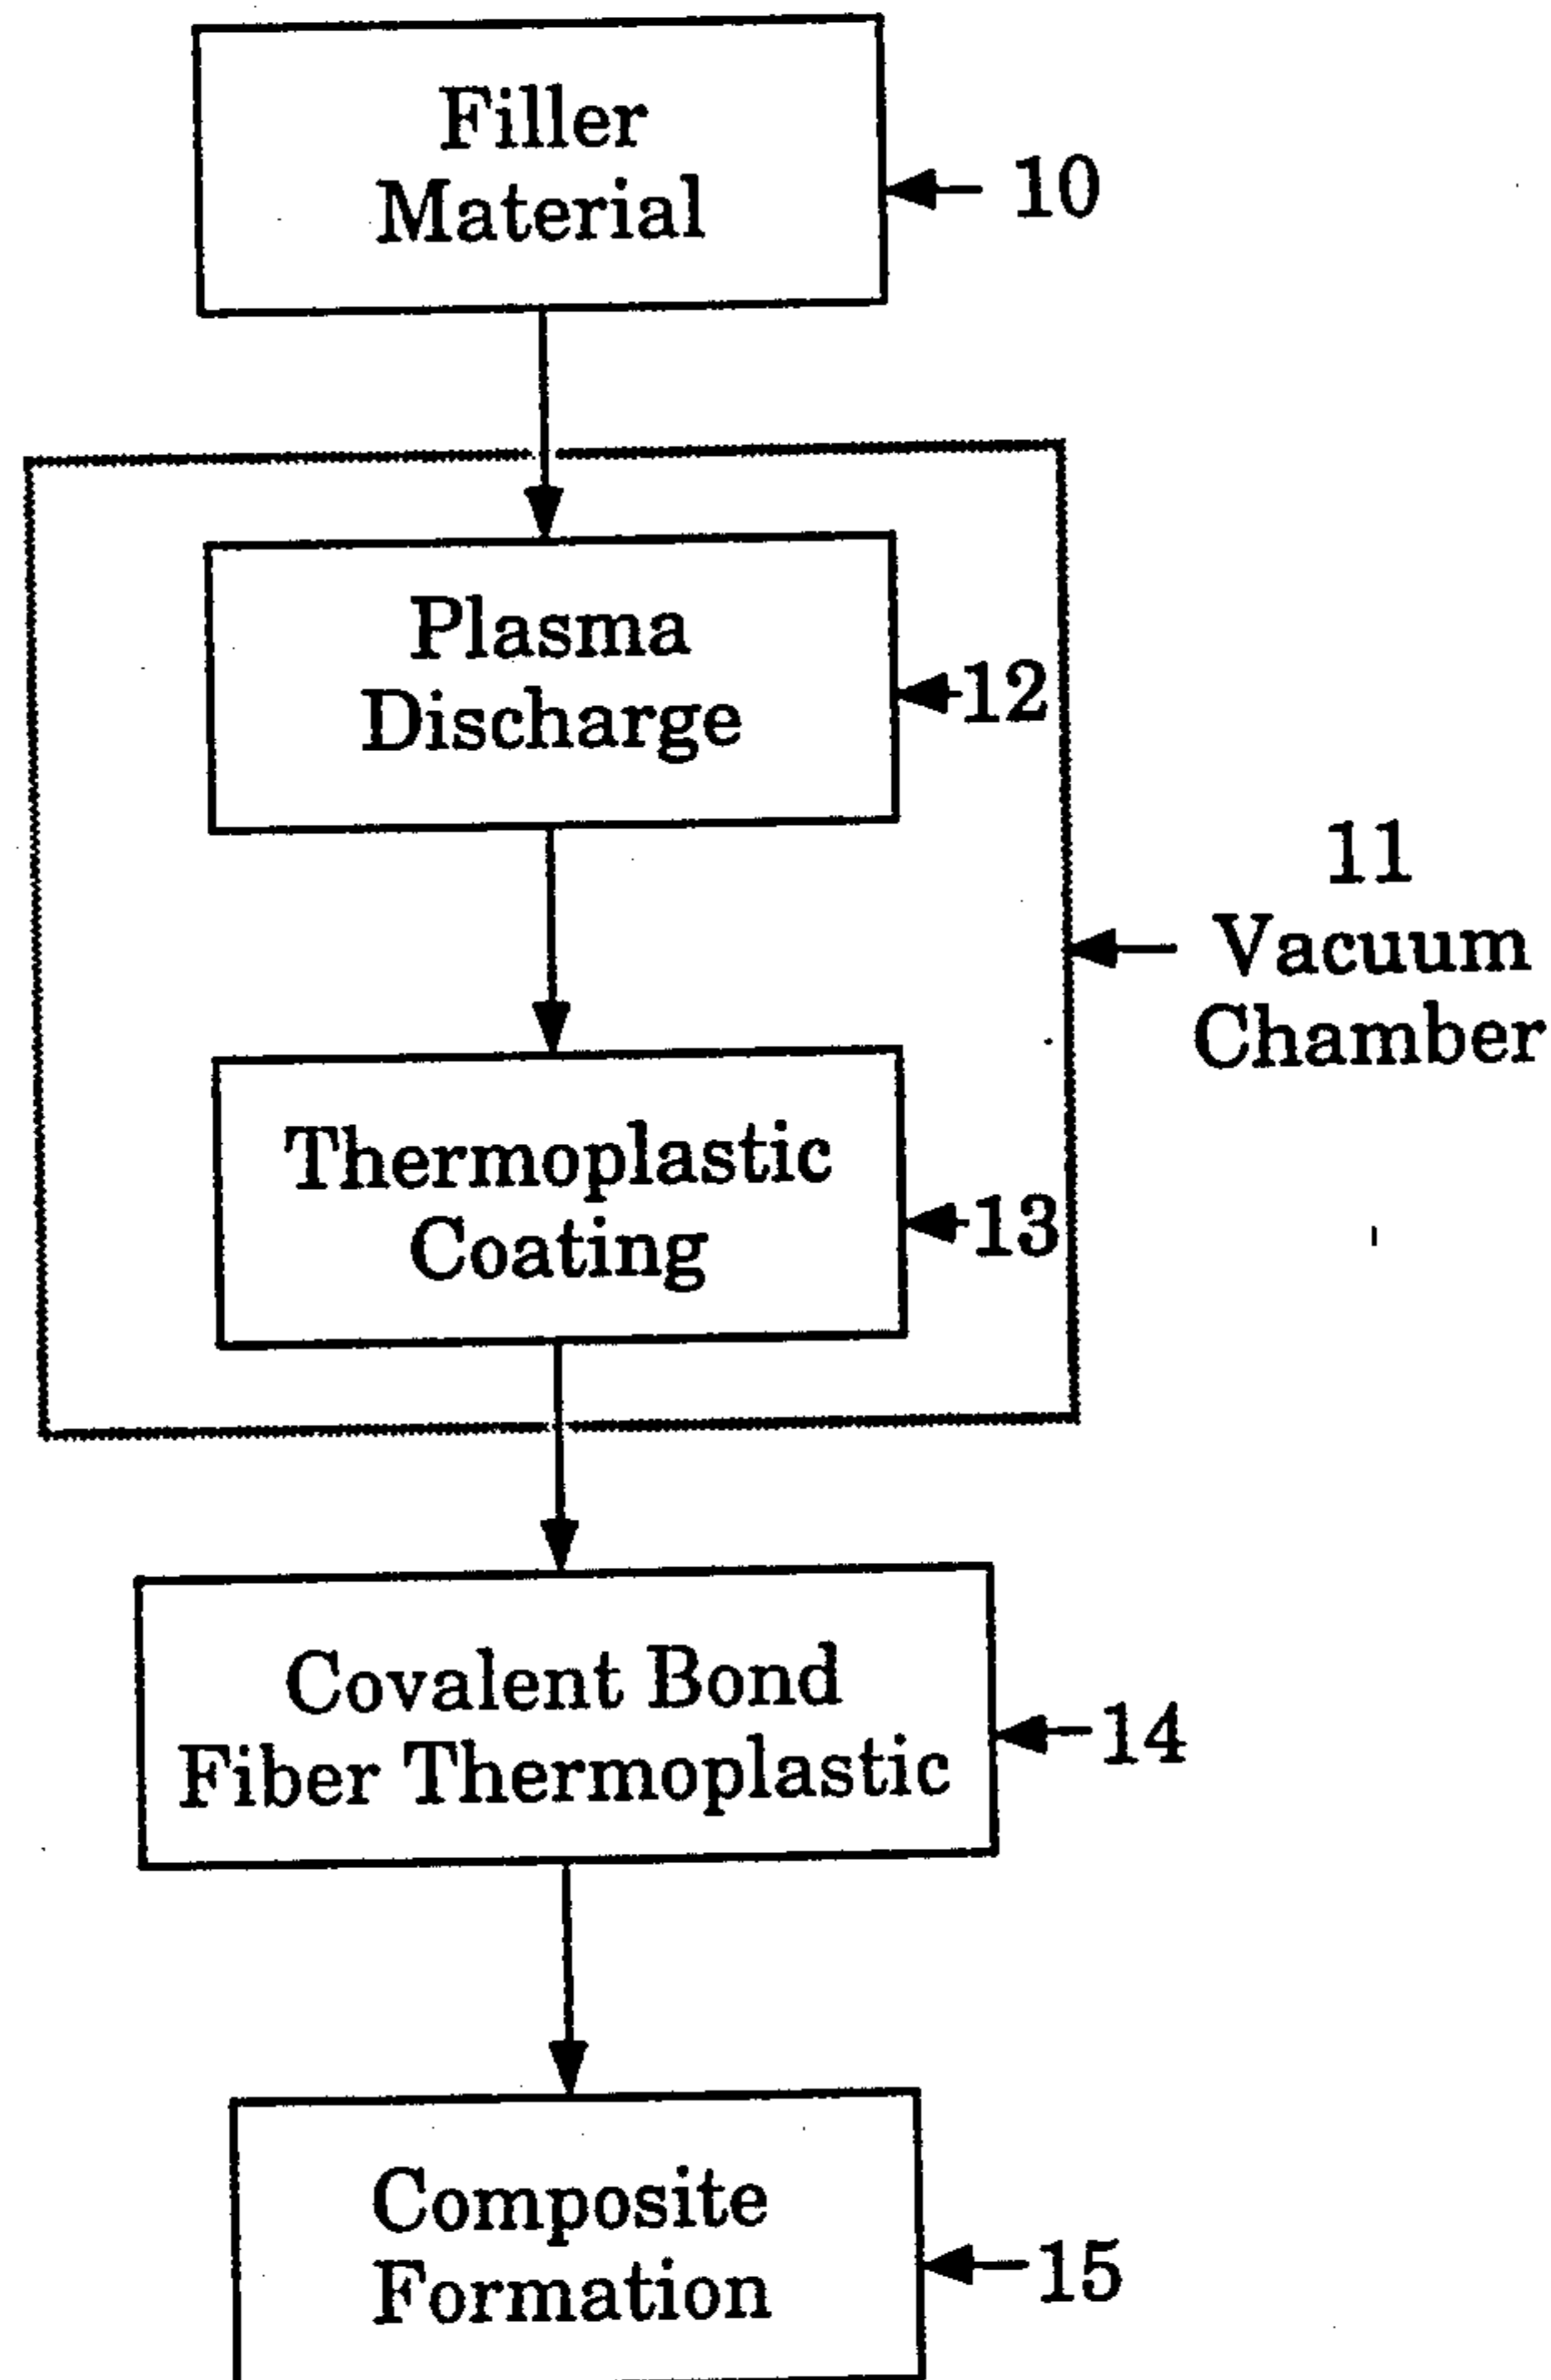 Filler
Material
10
Plasma
Discharge
12
11
Vacuum
Chamber
Thermoplastic
Coating
13
Covalent Bond
Fiber Thermoplastic
14
Composite
Formation
15